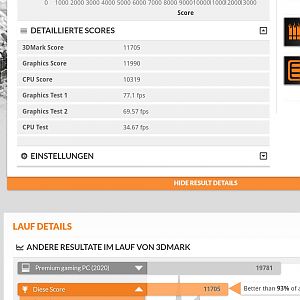 0 1000 2000 3000 4000 5000 6000 7000 8000 9000 10000 11000 12000 13000
Score
DETAILLIERTE SCORES
3DMark Score 11705
Graphics Score 11990
CPU Score 10319
Graphics Test 1 77.1 fps
Graphics Test 2 69.57 fps
CPU Test 34.67 fps
EINSTELLUNGEN
HIDE RESULT DETAILS
LAUF DETAILS
ANDERE RESULTATE IM LAUF VON 3DMARK
Premium gaming PC (2020) 19781
Diese Score 11705 Better than 93% of a